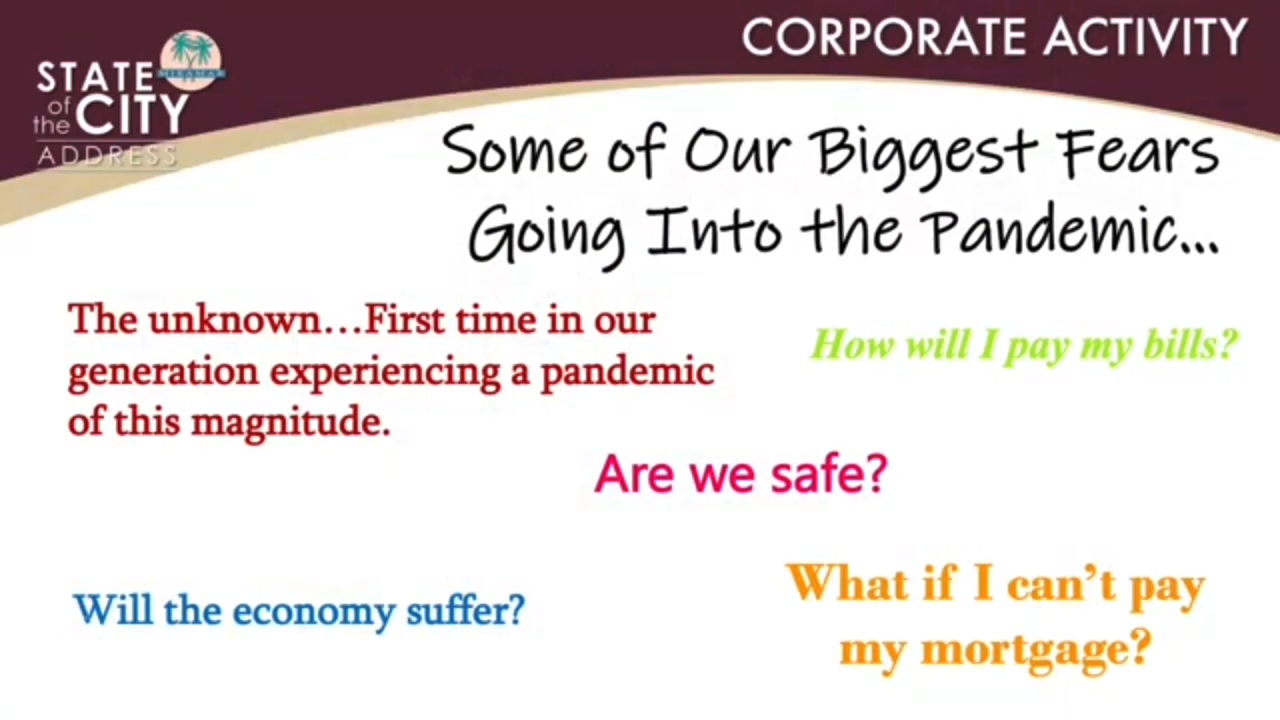 CORPORATE ACTIVITY
MIRAMAR
STATE
of
the CITY
ADDRESS
Some of Our Biggest Fears
Going Into the Pandemic...
The unknown...First time in our
generation experiencing a pandemic
of this magnitude.
How will I pay my bills?
Are we safe?
Will the economy suffer?
What if I can't pay
my mortgage?